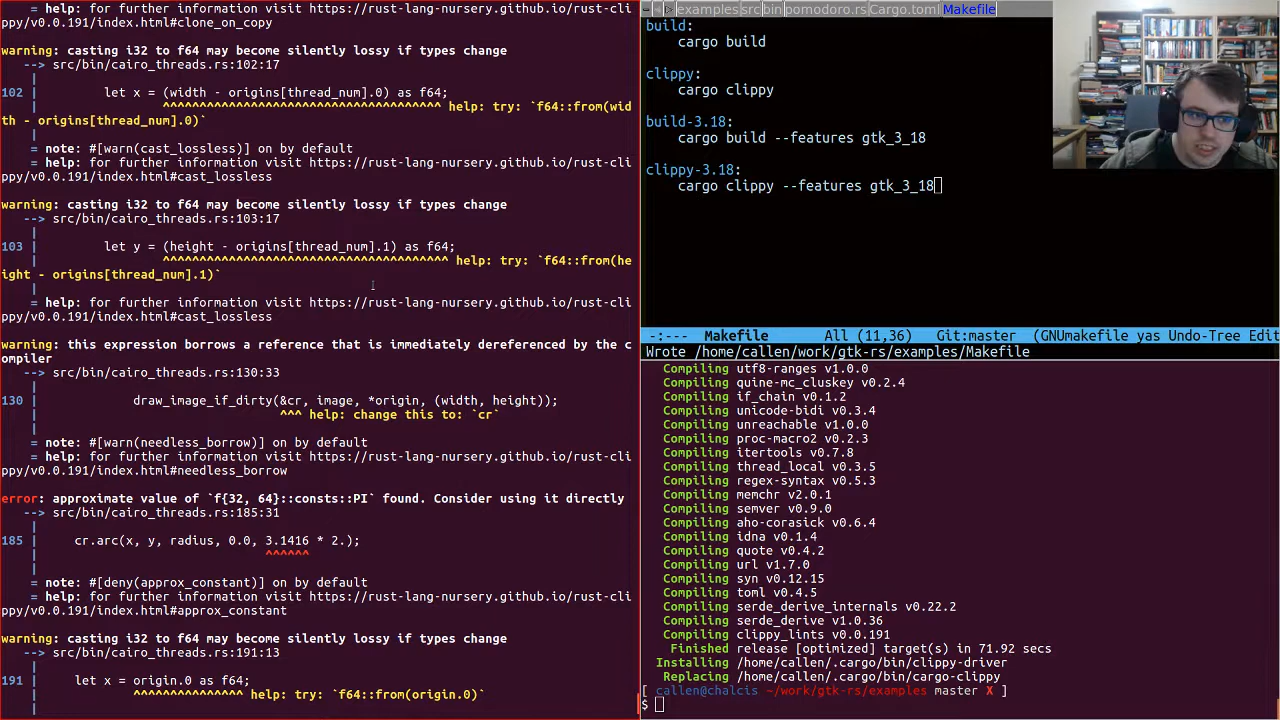 = help: for further information visit https://rust-lang-nursery.github.io/rust-cli
ppy/v0.0.191/index.html#clone_on_copy
warning: casting i32 to f64 may become silently lossy if types change
--> src/bin/cairo_threads.rs:102:17
|
102 | let x = (width - origins[thread_num].0) as f64;
| ^^^^^^^^^^^^^^^^^^^^^^^^^^^^^^^^^^^^^^ help: try: `f64::from(wid
th - origins[thread_num].0)`
|
= note: #[warn(cast_lossless)] on by default
= help: for further information visit https://rust-lang-nursery.github.io/rust-cli
ppy/v0.0.191/index.html#cast_lossless
warning: casting i32 to f64 may become silently lossy if types change
--> src/bin/cairo_threads.rs:103:17
|
103 | let y = (height - origins[thread_num].1) as f64;
| ^^^^^^^^^^^^^^^^^^^^^^^^^^^^^^^^^^^^^^^ help: try: `f64::from(he
ight - origins[thread_num].1)`
|
= help: for further information visit https://rust-lang-nursery.github.io/rust-cli
ppy/v0.0.191/index.html#cast_lossless
warning: this expression borrows a reference that is immediately dereferenced by the c
ompiler
--> src/bin/cairo_threads.rs:130:33
|
130 | draw_image_if_dirty(&cr, image, *origin, (width, height));
| ^^^ help: change this to: `cr`
|
= note: #[warn(needless_borrow)] on by default
= help: for further information visit https://rust-lang-nursery.github.io/rust-cli
ppy/v0.0.191/index.html#needless_borrow
error: approximate value of `f{32, 64}::consts::PI` found. Consider using it directly
--> src/bin/cairo_threads.rs:185:31
|
185 | cr.arc(x, y, radius, 0.0, 3.1416 * 2.);
| ^^^^^^
|
= note: #[deny(approx_constant)] on by default
= help: for further information visit https://rust-lang-nursery.github.io/rust-cli
ppy/v0.0.191/index.html#approx_constant
warning: casting i32 to f64 may become silently lossy if types change
--> src/bin/cairo_threads.rs:191:13
|
191 | let x = origin.0 as f64;
| ^^^^^^^^^^^^^^^ help: try: `f64::from(origin.0)`
|
examples src bin pomodoro.rs Cargo.toml Makefile
build:
cargo build
clippy:
cargo clippy
build-3.18:
cargo build --features gtk_3_18
clippy-3.18:
cargo clippy --features gtk_3_18
-:--- Makefile All (11,36) Git:master (GNUmakefile yas Undo-Tree Edit
Wrote /home/callen/work/gtk-rs/examples/Makefile
Compiling utf8-ranges v1.0.0
Compiling quine-mc_cluskey v0.2.4
Compiling if_chain v0.1.2
Compiling unicode-bidi v0.3.4
Compiling unreachable v1.0.0
Compiling proc-macro2 v0.2.3
Compiling itertools v0.7.8
Compiling thread_local v0.3.5
Compiling regex-syntax v0.5.3
Compiling memchr v2.0.1
Compiling semver v0.9.0
Compiling aho-corasick v0.6.4
Compiling idna v0.1.4
Compiling quote v0.4.2
Compiling url v1.7.0
Compiling syn v0.12.15
Compiling toml v0.4.5
Compiling serde_derive_internals v0.22.2
Compiling serde_derive v1.0.36
Compiling clippy_lints v0.0.191
Finished release [optimized] target(s) in 71.92 secs
Installing /home/callen/.cargo/bin/clippy-driver
Replacing /home/callen/.cargo/bin/cargo-clippy
[ callen@chalcis ~/work/gtk-rs/examples master X ]
$